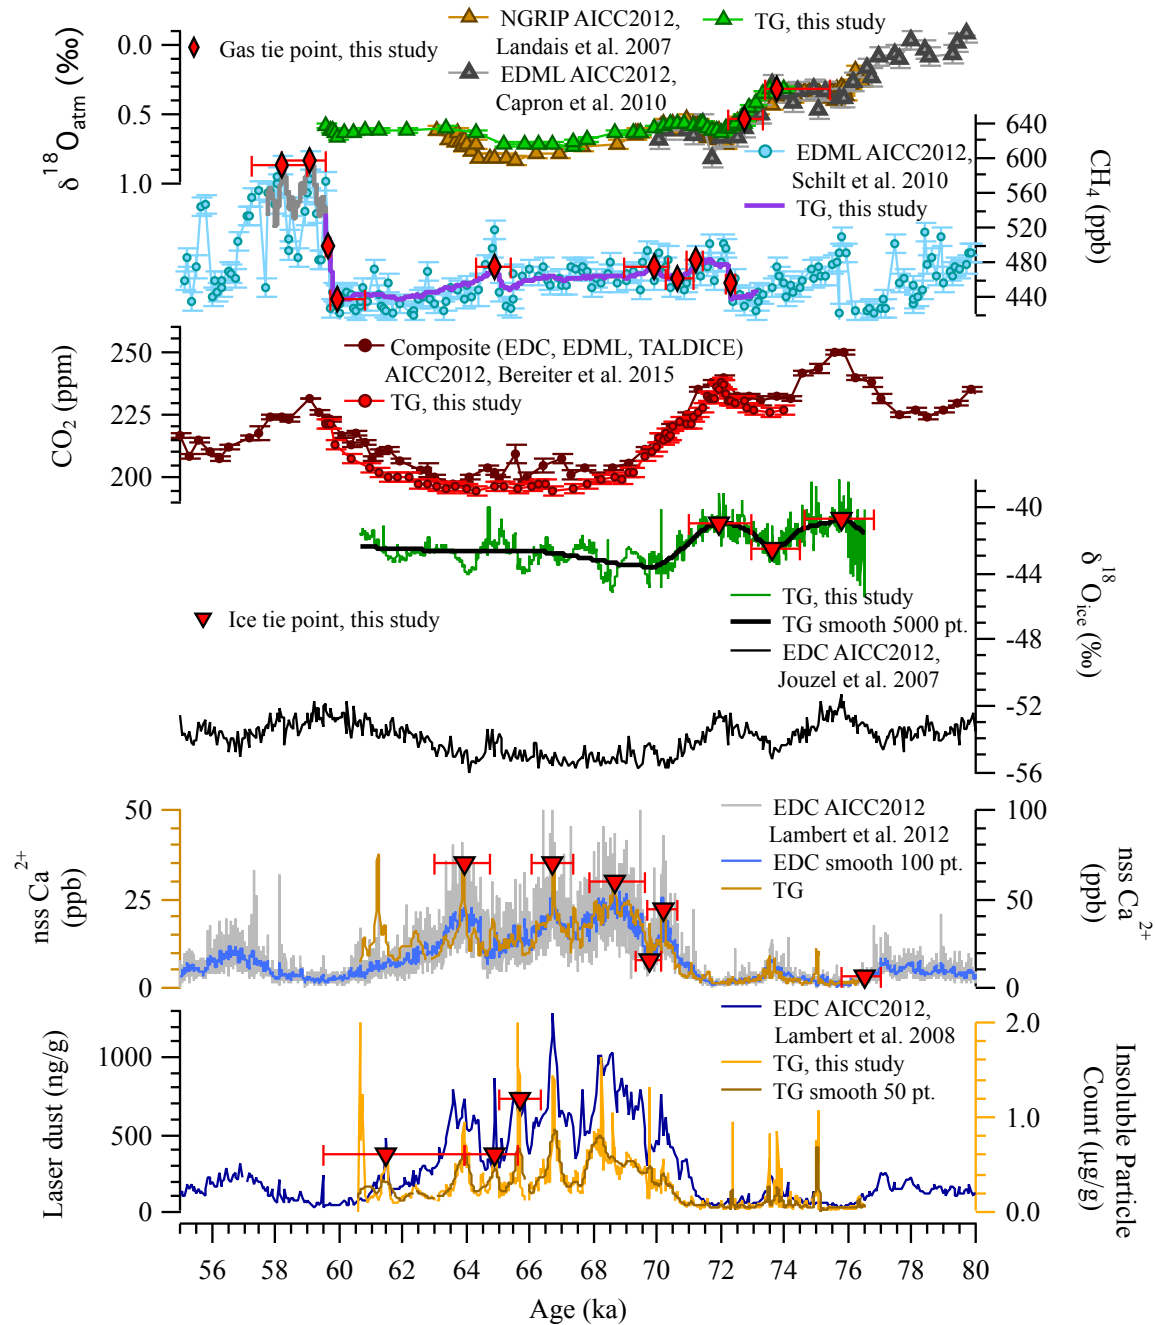 NGRIP AICC2012,
Landais et al. 2007
TG, this study
Gas tie point, this study
EDML AICC2012,
Capron et al. 2010
δ 18Oatm (‰)
0.0
0.5
1.0
EDML AICC2012,
Schilt et al. 2010
TG, this study
640
600
560
520
480
440
CH4 (ppb)
Composite (EDC, EDML, TALDICE)
AICC2012, Bereiter et al. 2015
TG, this study
CO2 (ppm)
250
225
200
-40
-44
-48
-52
-56
δ 18Oice (‰)
TG, this study
TG smooth 5000 pt.
EDC AICC2012,
Jouzel et al. 2007
Ice tie point, this study
nss Ca2+
(ppb)
50
25
0
EDC AICC2012
Lambert et al. 2012
EDC smooth 100 pt.
TG
100
50
0
nss Ca2+
(ppb)
EDC AICC2012,
Lambert et al. 2008
TG, this study
TG smooth 50 pt.
Laser dust (ng/g)
1000
500
0
2.0
1.0
0.0
Insoluble Particle
Count (μg/g)
56 58 60 62 64 66 68 70 72 74 76 78 80
Age (ka)